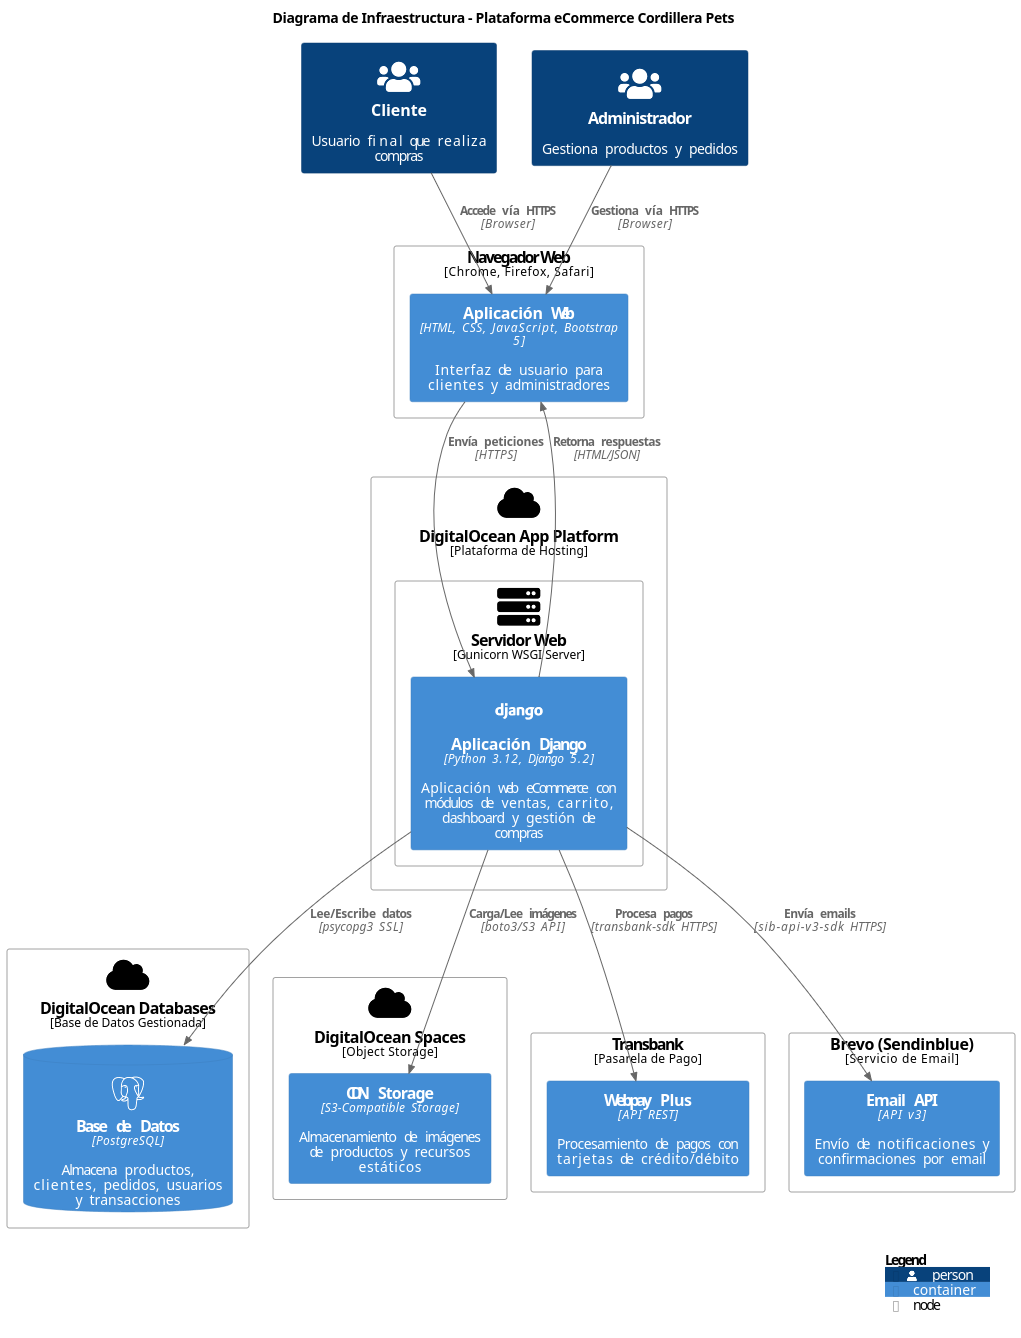 Diagrama de Infraestructura - Plataforma eCommerce Cordillera Pets
Cliente
Usuario final que realiza
compras
Administrador
Gestiona productos y pedidos
Accede vía HTTPS
[Browser]
Gestiona vía HTTPS
[Browser]
Navegador Web
[Chrome, Firefox, Safari]
Aplicación Web
[HTML, CSS, JavaScript, Bootstrap
5]
Interfaz de usuario para
clientes y administradores
Envía peticiones
[HTTPS]
Retorna respuestas
[HTML/JSON]
DigitalOcean App Platform
[Plataforma de Hosting]
Servidor Web
[Gunicorn WSGI Server]
django
Aplicación Django
[Python 3.12, Django 5.2]
Aplicación web eCommerce con
módulos de ventas, carrito,
dashboard y gestión de
compras
Lee/Escribe datos
[psycopg3 SSL]
Carga/Lee imágenes
[boto3/S3 API]
Procesa pagos
[transbank-sdk HTTPS]
Envía emails
[sib-api-v3-sdk HTTPS]
DigitalOcean Databases
[Base de Datos Gestionada]
Base de Datos
[PostgreSQL]
Almacena productos,
clientes, pedidos, usuarios
y transacciones
DigitalOcean Spaces
[Object Storage]
CDN Storage
[S3-Compatible Storage]
Almacenamiento de imágenes
de productos y recursos
estáticos
Transbank
[Pasarela de Pago]
Webpay Plus
[API REST]
Procesamiento de pagos con
tarjetas de crédito/débito
Brevo (Sendinblue)
[Servicio de Email]
Email API
[API v3]
Envío de notificaciones y
confirmaciones por email
Legend
person
container
node